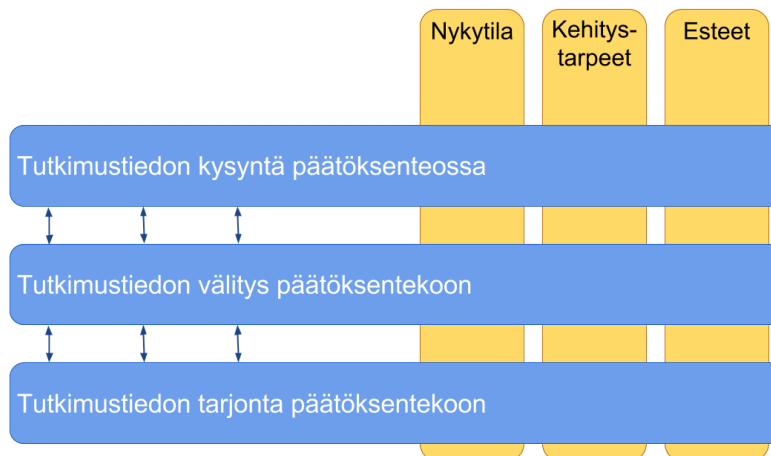 Nykytila
Kehitys-
tarpeet
Esteet
Tutkimustiedon kysyntä päätöksenteossa
Tutkimustiedon välitys päätöksentekoon
Tutkimustiedon tarjonta päätöksentekoon